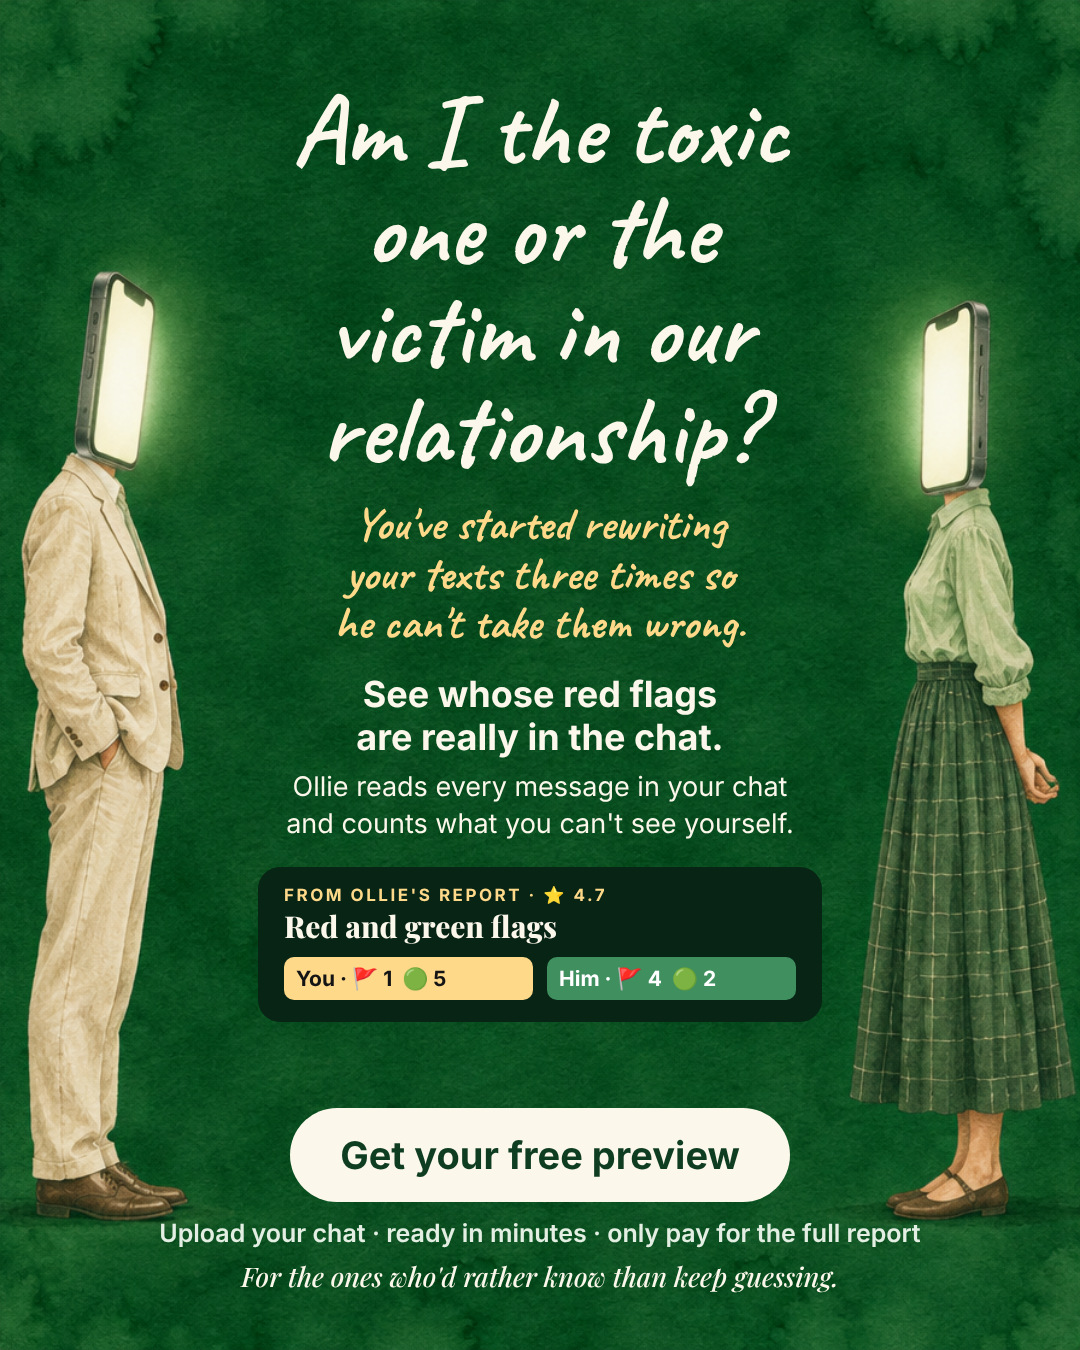 Am I the toxic
one or the
victim in our
relationship?
You've started rewriting
your texts three times so
he can't take them wrong.
See whose red flags
are really in the chat.
Ollie reads every message in your chat
and counts what you can't see yourself.
FROM OLLIE'S REPORT · ⭐ 4.7
Red and green flags
You · 🚩 1 🟢 5
Him · 🚩 4 🟢 2
Get your free preview
Upload your chat · ready in minutes · only pay for the full report
For the ones who'd rather know than keep guessing.